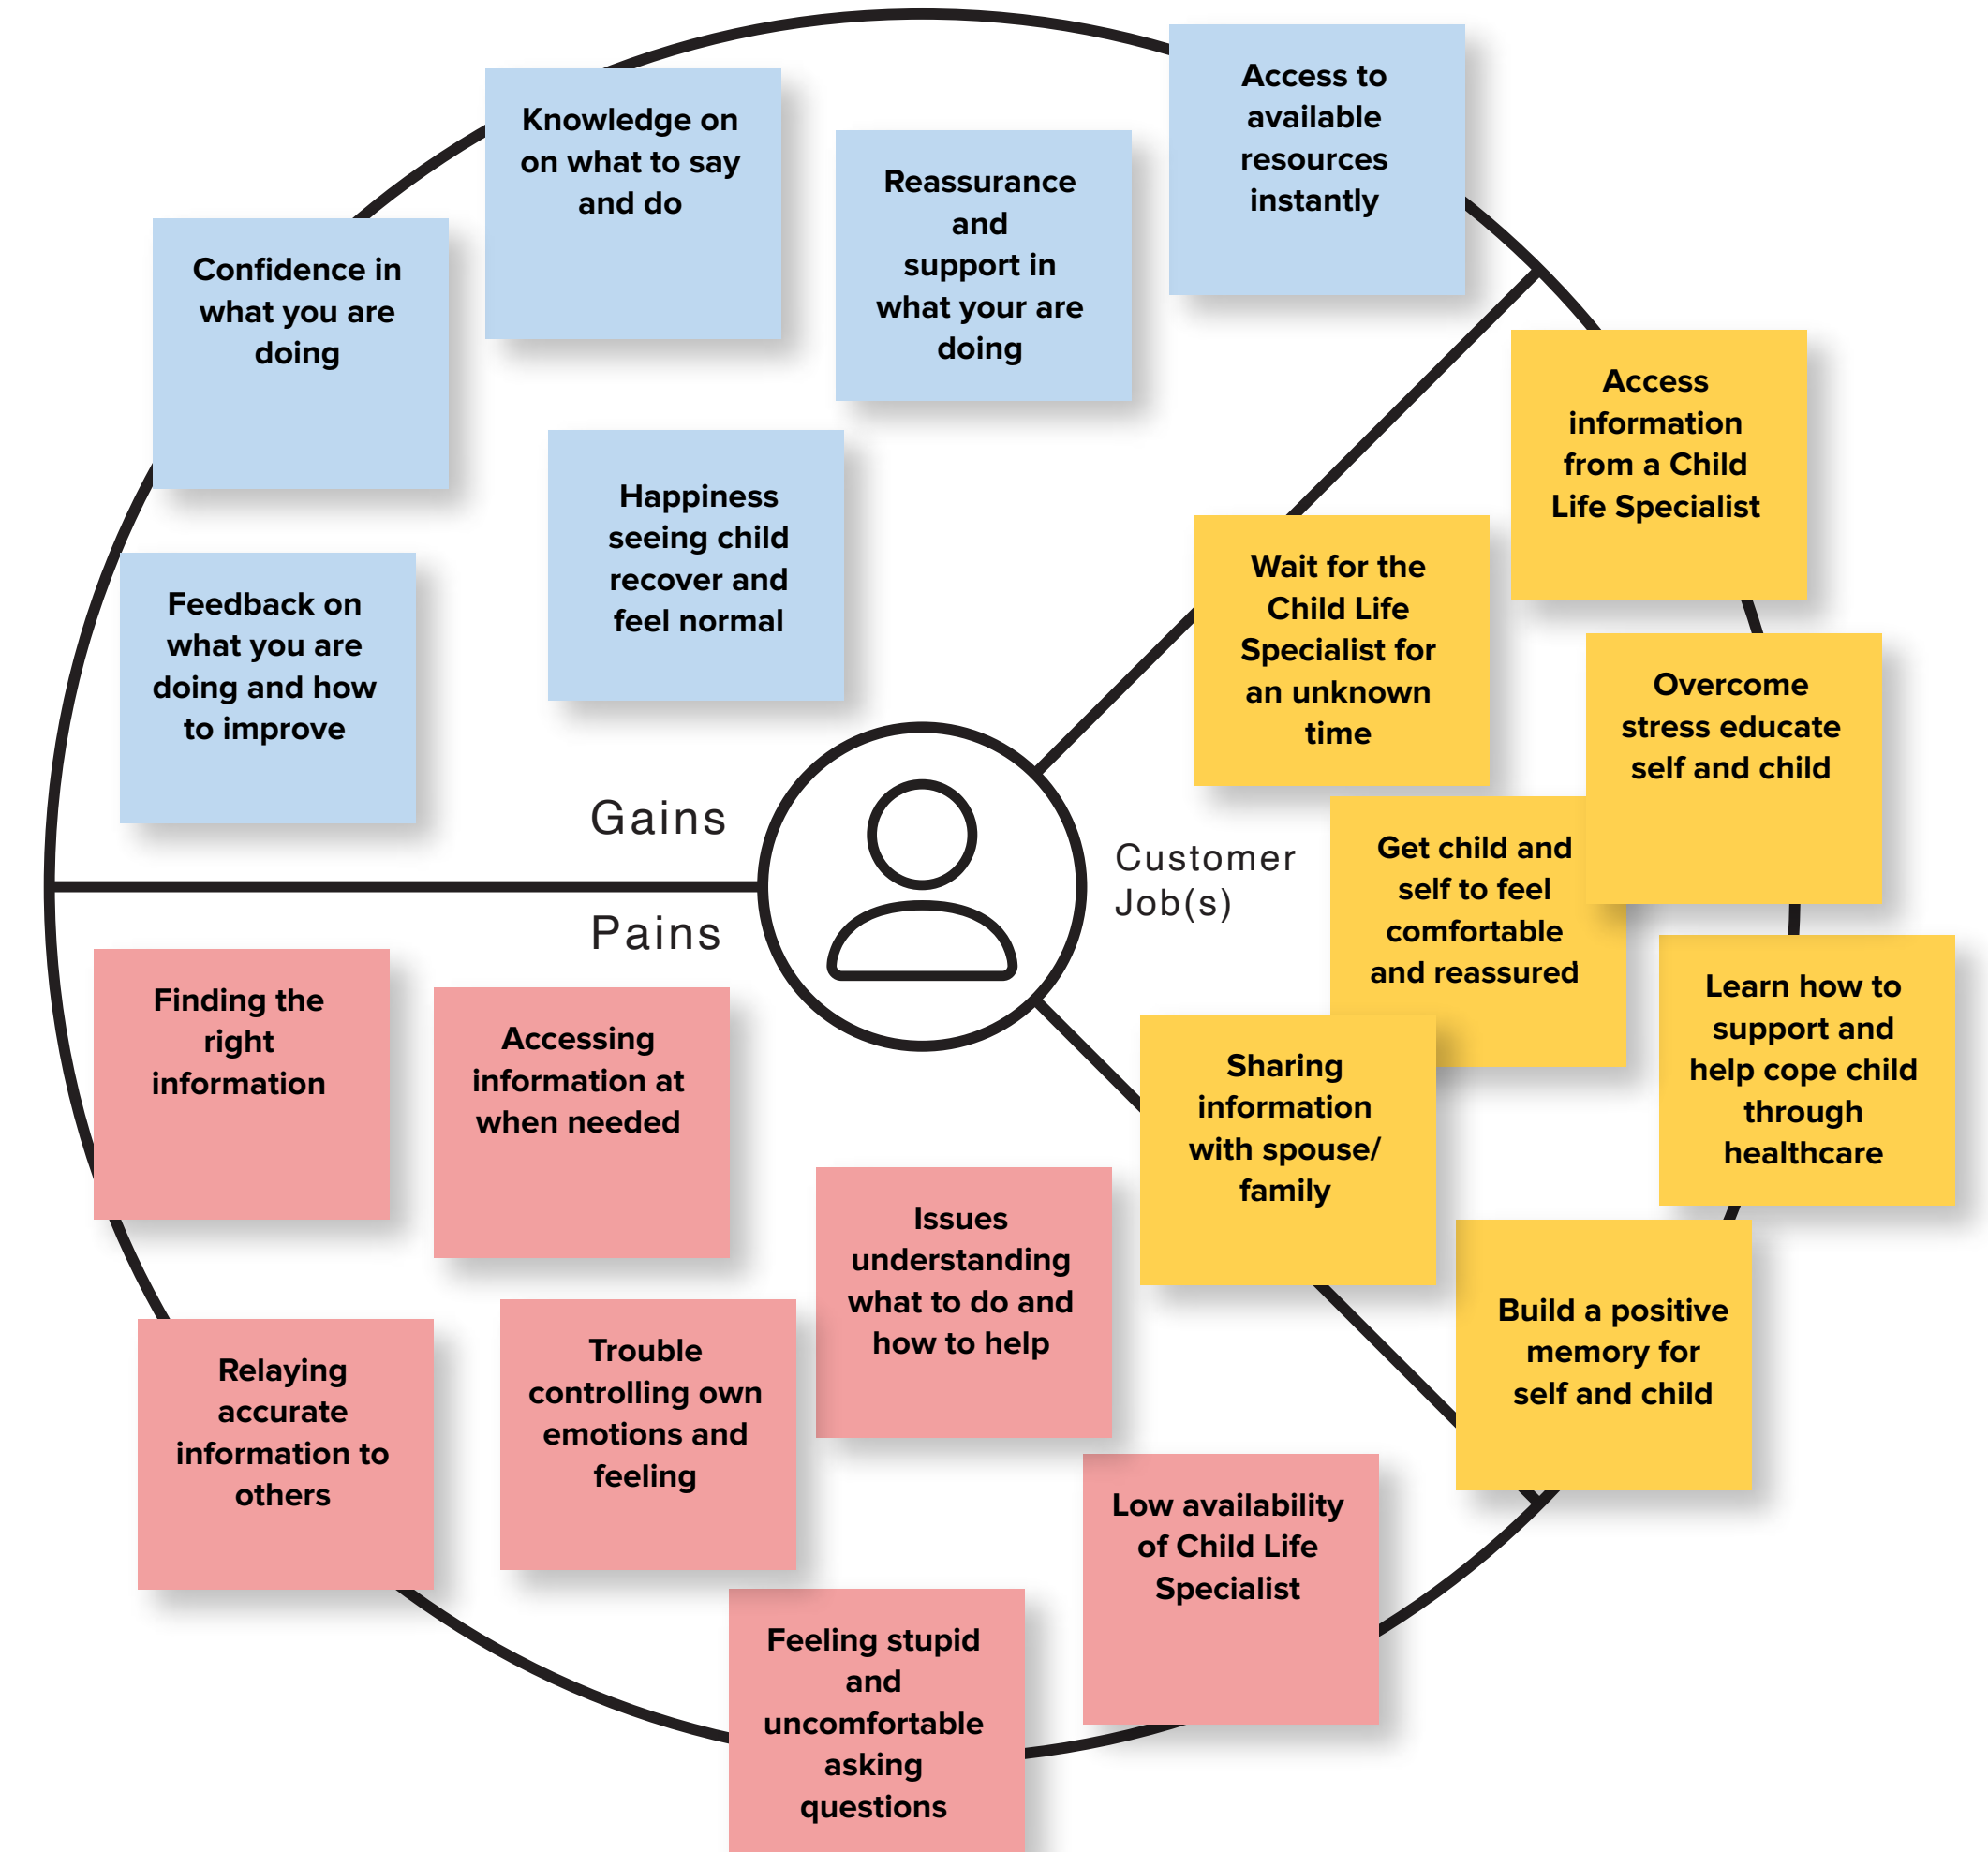 Knowledge on
on what to say
and do
Reassurance
and
support in
what your are
doing
Access to
available
resources
instantly
Confidence in
what you are
doing
Happiness
seeing child
recover and
feel normal
Feedback on
what you are
doing and how
to improve
Gains
Access
information
from a Child
Life Specialist
Wait for the
Child Life
Specialist for
an unknown
time
Overcome
stress educate
self and child
Customer
Job(s)
Get child and
self to feel
comfortable
and reassured
Learn how to
support and
help cope child
through
healthcare
Sharing
information
with spouse/
family
Build a positive
memory for
self and child
Pains
Finding the
right
information
Accessing
information at
when needed
Issues
understanding
what to do and
how to help
Relaying
accurate
information to
others
Trouble
controlling own
emotions and
feeling
Low availability
of Child Life
Specialist
Feeling stupid
and
uncomfortable
asking
questions